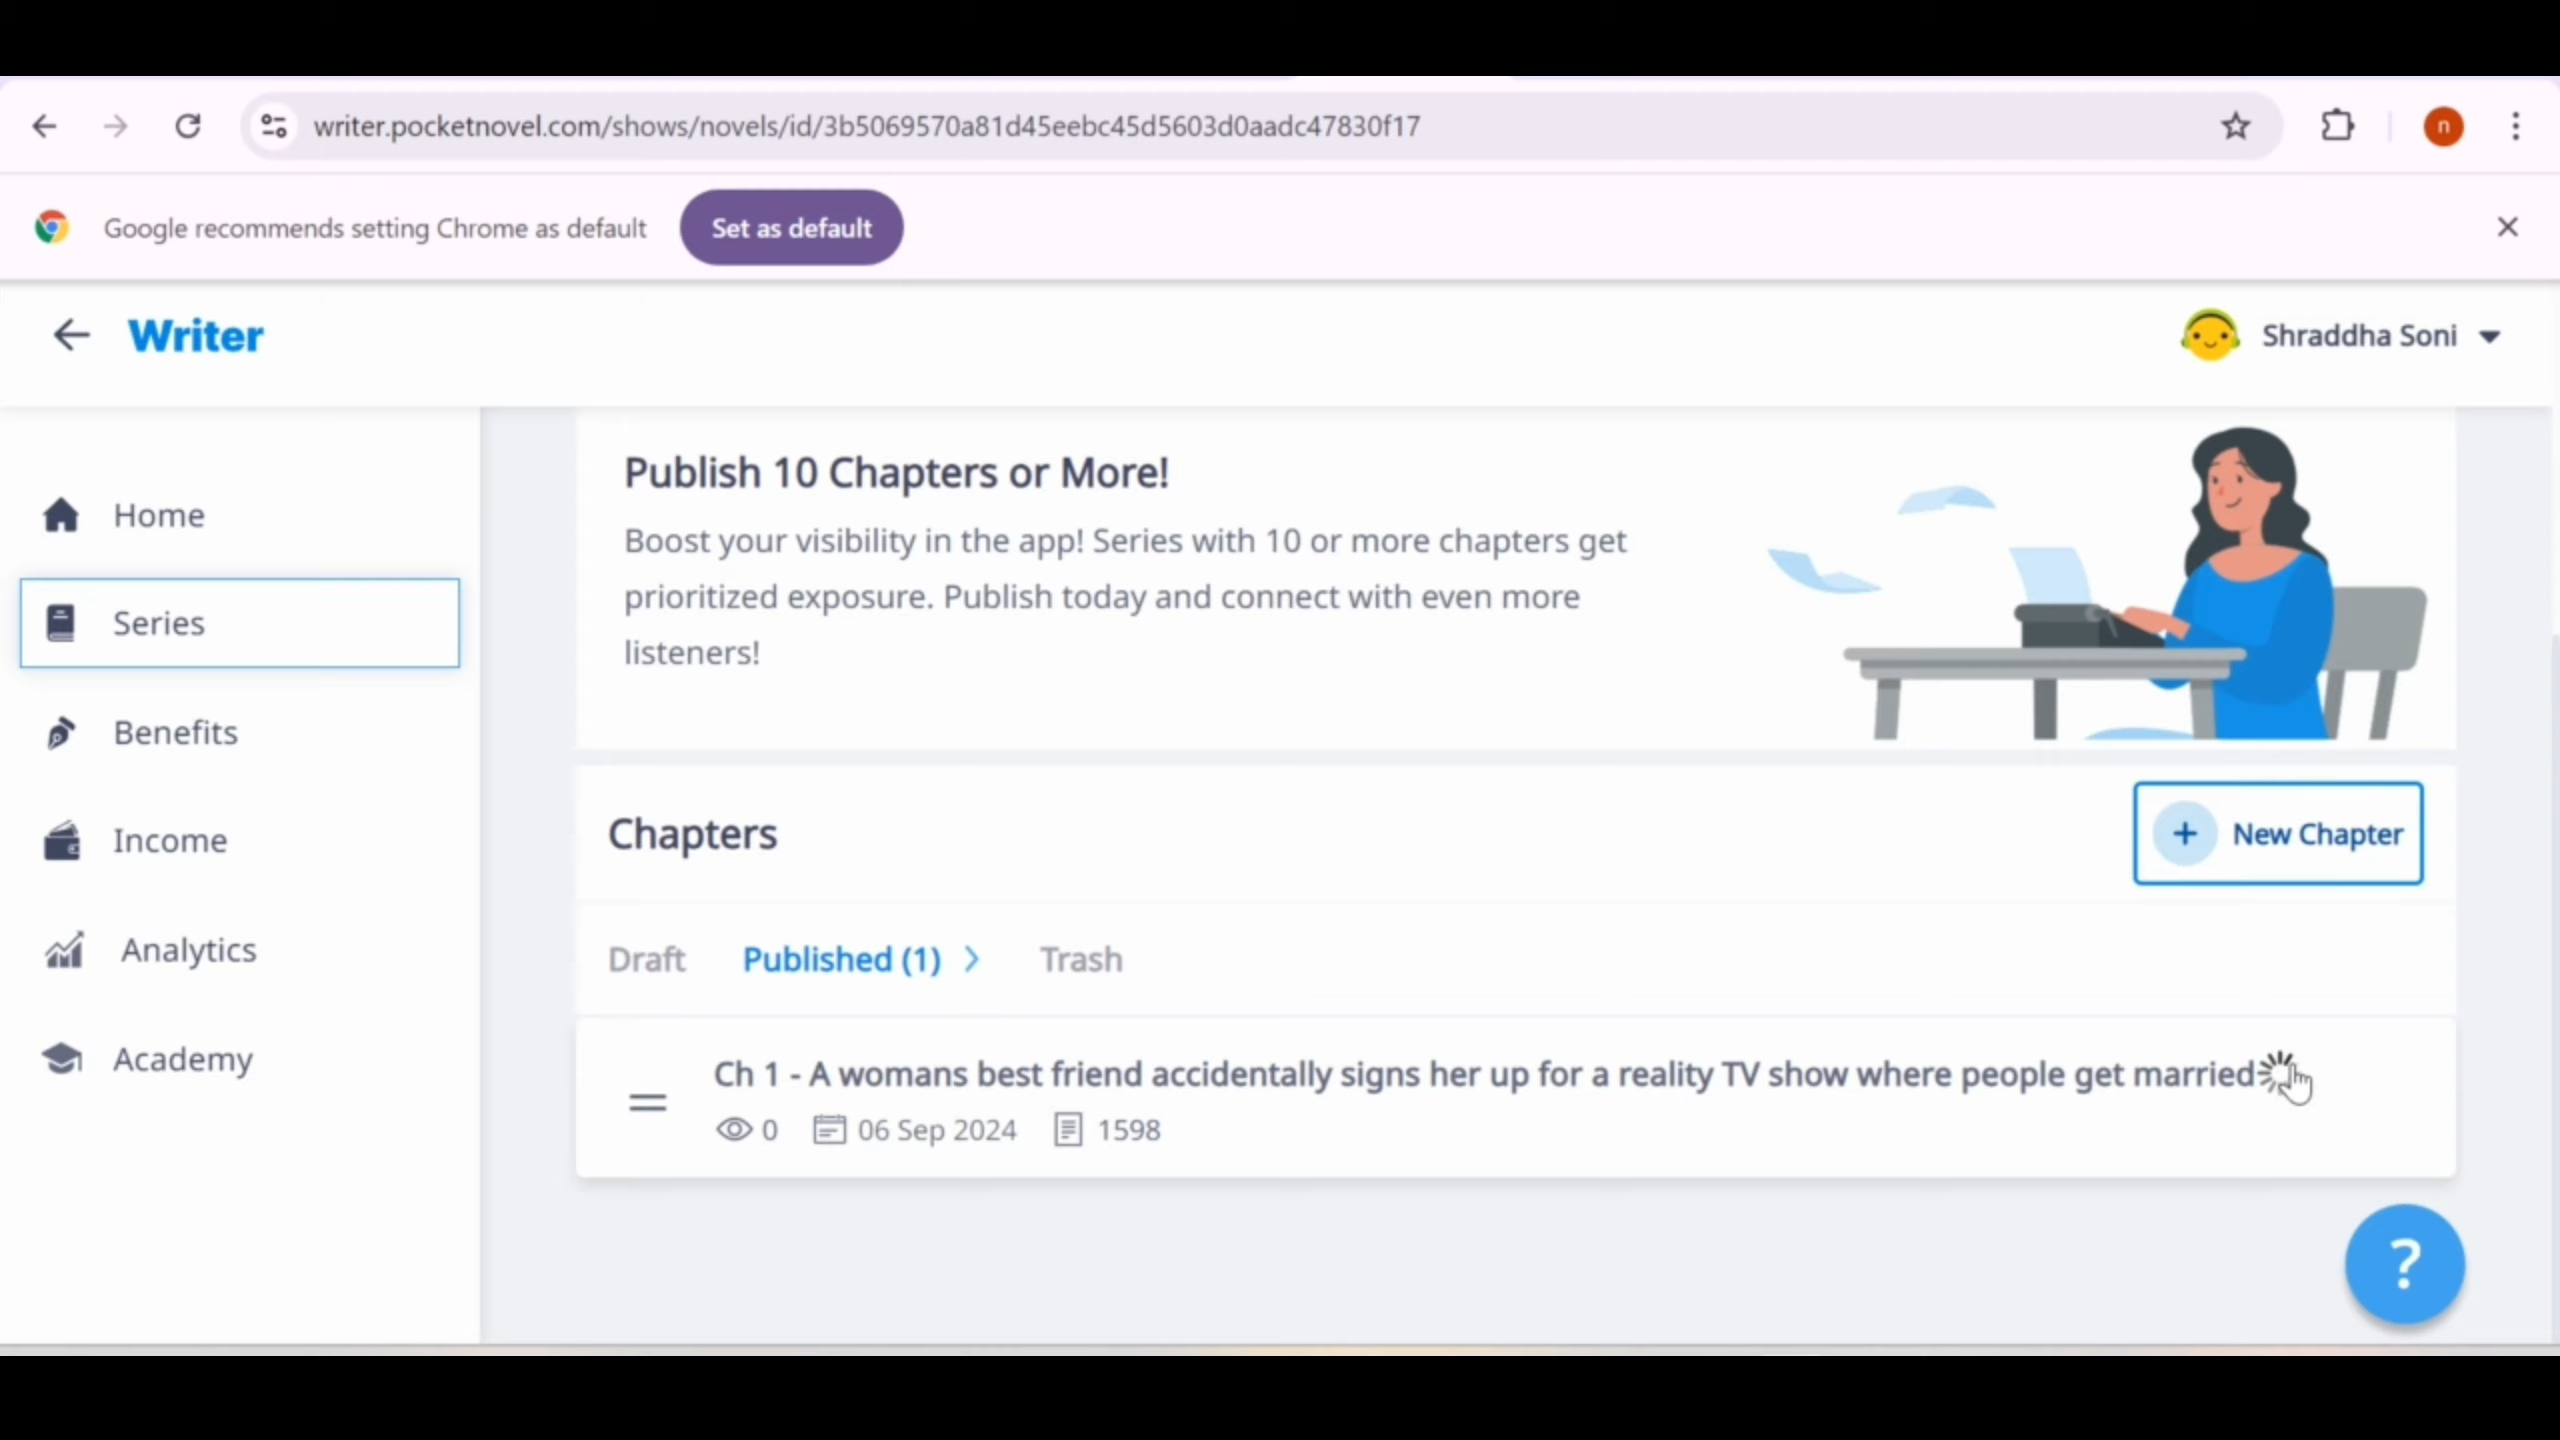 writer.pocketnovel.com/shows/novels/id/3b5069570a81d45eebc45d5603d0aadc47830f17
n
Google recommends setting Chrome as default
Set as default
Writer
Shraddha Soni
Home
Series
Benefits
Income
Analytics
Academy
Publish 10 Chapters or More!
Boost your visibility in the app! Series with 10 or more chapters get
prioritized exposure. Publish today and connect with even more
listeners!
Chapters
+ New Chapter
Draft Published (1) > Trash
Ch 1 - A womans best friend accidentally signs her up for a reality TV show where people get married
0 06 Sep 2024 1598
?